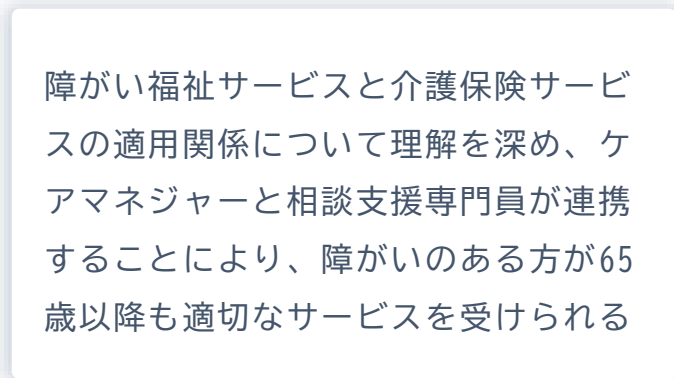 障がい福祉サービスと介護保険サービ
スの適用関係について理解を深め、ケ
アマネジャーと相談支援専門員が連携
することにより、障がいのある方が65
歳以降も適切なサービスを受けられる